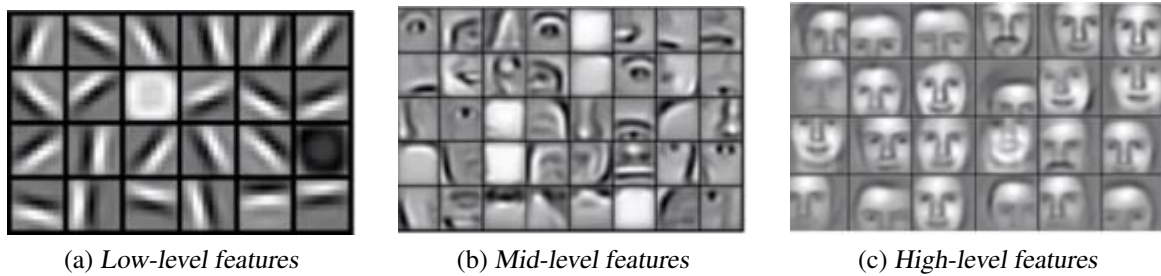 (a) Low-level features
(b) Mid-level features
(c) High-level features